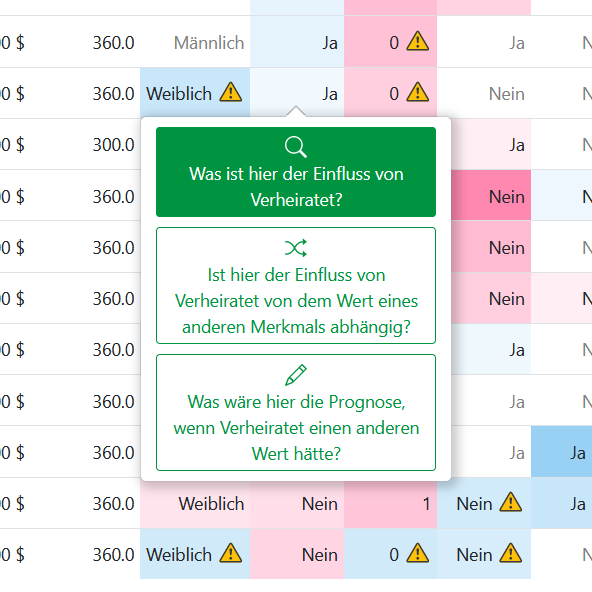 0 $ 360.0 Männlich Ja 0 Ja N
0 $ 360.0 Weiblich Ja 0 Nein N
0 $ 300.0 Ja N
0 $ 360.0 Nein N
0 $ 360.0 Nein N
0 $ 360.0 Nein N
0 $ 360.0 Ja N
0 $ 360.0 Ja N
0 $ 360.0 Ja Ja
0 $ 360.0 Weiblich Nein 1 Nein Ja
0 $ 360.0 Weiblich Nein 0 Nein N
Was ist hier der Einfluss von
Verheiratet?
Ist hier der Einfluss von
Verheiratet von dem Wert eines
anderen Merkmals abhängig?
Was wäre hier die Prognose,
wenn Verheiratet einen anderen
Wert hätte?